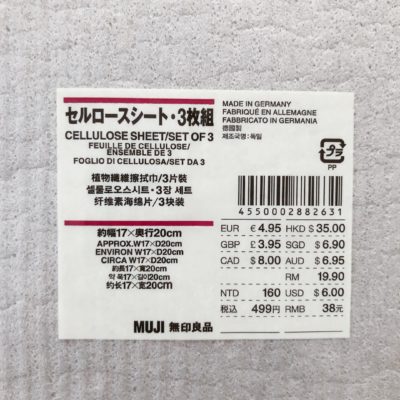 セルロースシート・3枚組
CELLULOSE SHEET/SET OF 3
FEUILLE DE CELLULOSE/
ENSEMBLE DE 3
FOGLIO DI CELLULOSA/SET DA 3
植物纖維擦拭巾/3片裝
셀룰로오스시트・3장 세트
纤维素海绵片/3块装
約幅17×奥行20cm
APPROX.W17×D20cm
ENVIRON W17×D20cm
CIRCA W17×D20cm
約長17×寬20cm
약 폭17×길이20cm
约长17×宽20cm
MUJI 無印良品
MADE IN GERMANY
FABRIQUÉ EN ALLEMAGNE
FABBRICATO IN GERMANIA
德國製
제조국명:독일
プラ
PP
4550002882631
EUR € 4.95 HKD $ 35.00
GBP £ 3.95 SGD $ 6.90
CAD $ 8.00 AUD $ 6.95
RM 19.90
NTD 160 USD $ 6.00
税込 499円 RMB 38元